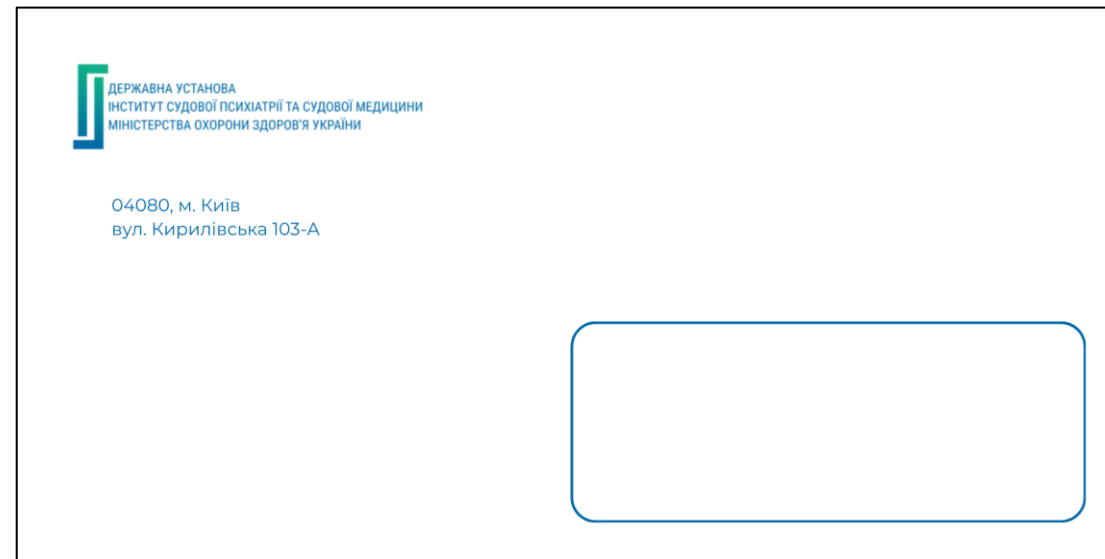 ДЕРЖАВНА УСТАНОВА
ІНСТИТУТ СУДОВОЇ ПСИХІАТРІЇ ТА СУДОВОЇ МЕДИЦИНИ
МІНІСТЕРСТВА ОХОРОНИ ЗДОРОВ'Я УКРАЇНИ
04080, м. Київ
вул. Кирилівська 103-А